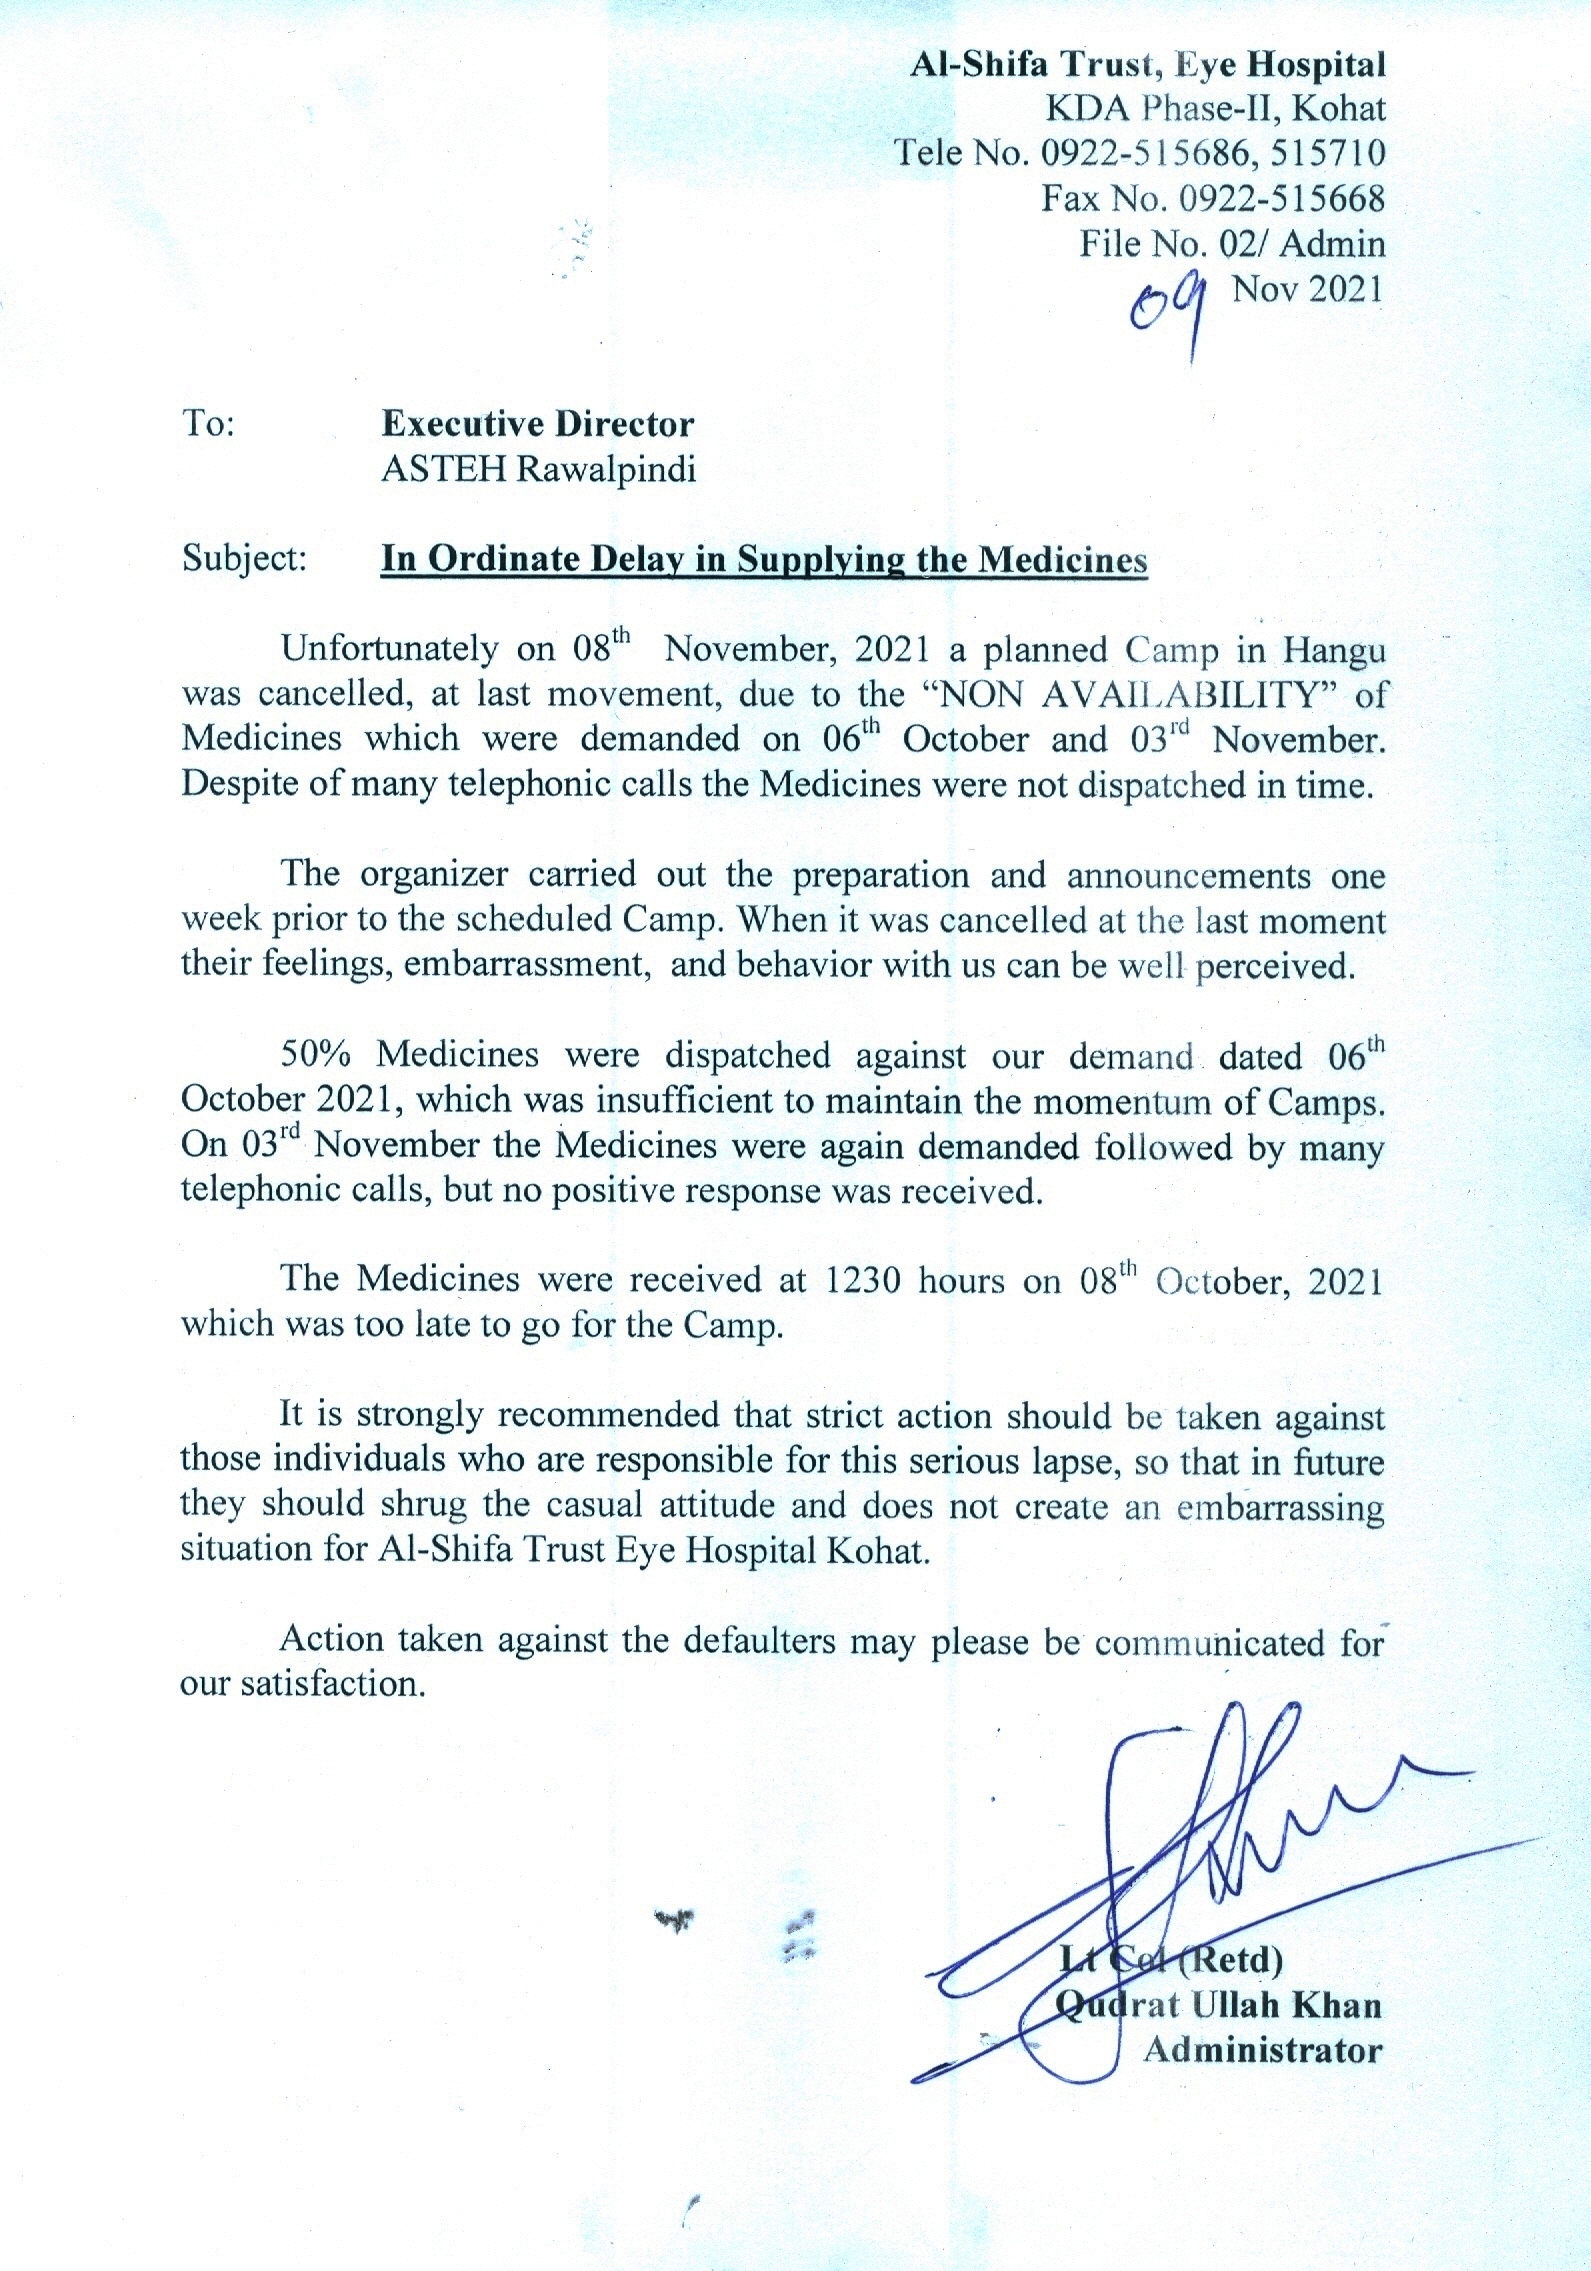 Al-Shifa Trust, Eye Hospital
KDA Phase-II, Kohat
Tele No. 0922-515686, 515710
Fax No. 0922-515668
File No. 02/ Admin
09 Nov 2021
To: Executive Director
ASTEH Rawalpindi
Subject: In Ordinate Delay in Supplying the Medicines
Unfortunately on 08th November, 2021 a planned Camp in Hangu
was cancelled, at last movement, due to the “NON AVAILABILITY” of
Medicines which were demanded on 06th October and 03rd November.
Despite of many telephonic calls the Medicines were not dispatched in time.
The organizer carried out the preparation and announcements one
week prior to the scheduled Camp. When it was cancelled at the last moment
their feelings, embarrassment, and behavior with us can be well perceived.
50% Medicines were dispatched against our demand dated 06th
October 2021, which was insufficient to maintain the momentum of Camps.
On 03rd November the Medicines were again demanded followed by many
telephonic calls, but no positive response was received.
The Medicines were received at 1230 hours on 08th October, 2021
which was too late to go for the Camp.
It is strongly recommended that strict action should be taken against
those individuals who are responsible for this serious lapse, so that in future
they should shrug the casual attitude and does not create an embarrassing
situation for Al-Shifa Trust Eye Hospital Kohat.
Action taken against the defaulters may please be communicated for
our satisfaction.
Lt Col (Retd)
Qudrat Ullah Khan
Administrator